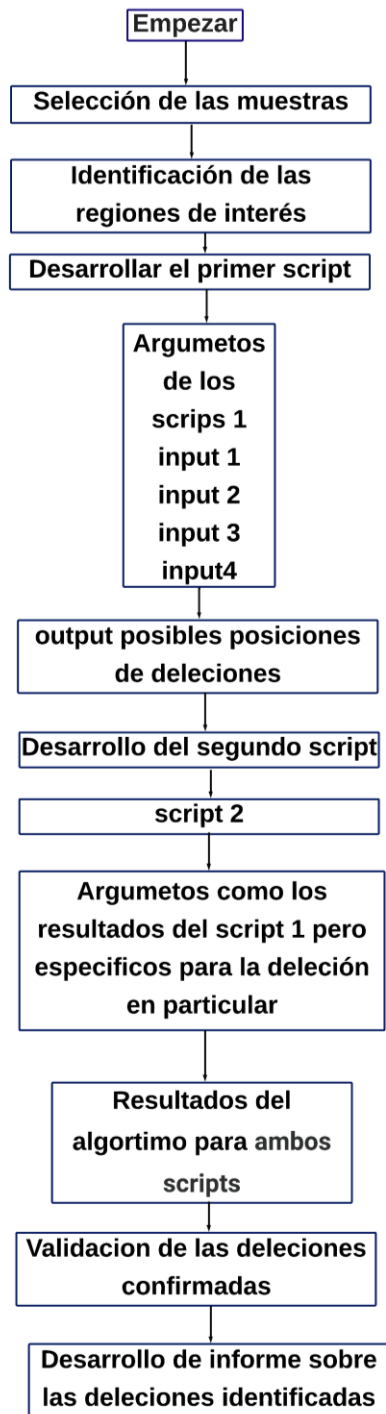 Empezar
Selección de las muestras
Identificación de las
regiones de interés
Desarrollar el primer script
Argumetos
de los
scrips 1
input 1
input 2
input 3
input4
output posibles posiciones
de deleciones
Desarrollo del segundo script
script 2
Argumetos como los
resultados del script 1 pero
especificos para la deleción
en particular
Resultados del
algortimo para ambos
scripts
Validacion de las deleciones
confirmadas
Desarrollo de informe sobre
las deleciones identificadas